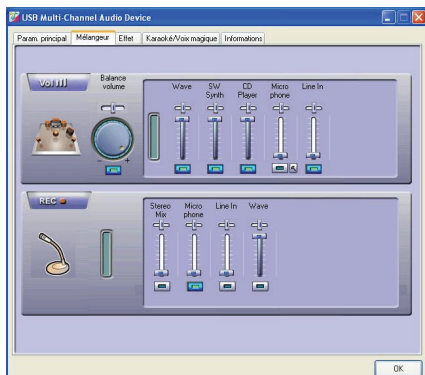 USB Multi-Channel Audio Device
Param. principal Mélangeur Effet Karaoké/Voix magique Informations
Vol
Balance volume
Wave
SW Synth
CD Player
Micro phone
Line In
- +
REC
Stereo Mix
Micro phone
Line In
Wave
OK